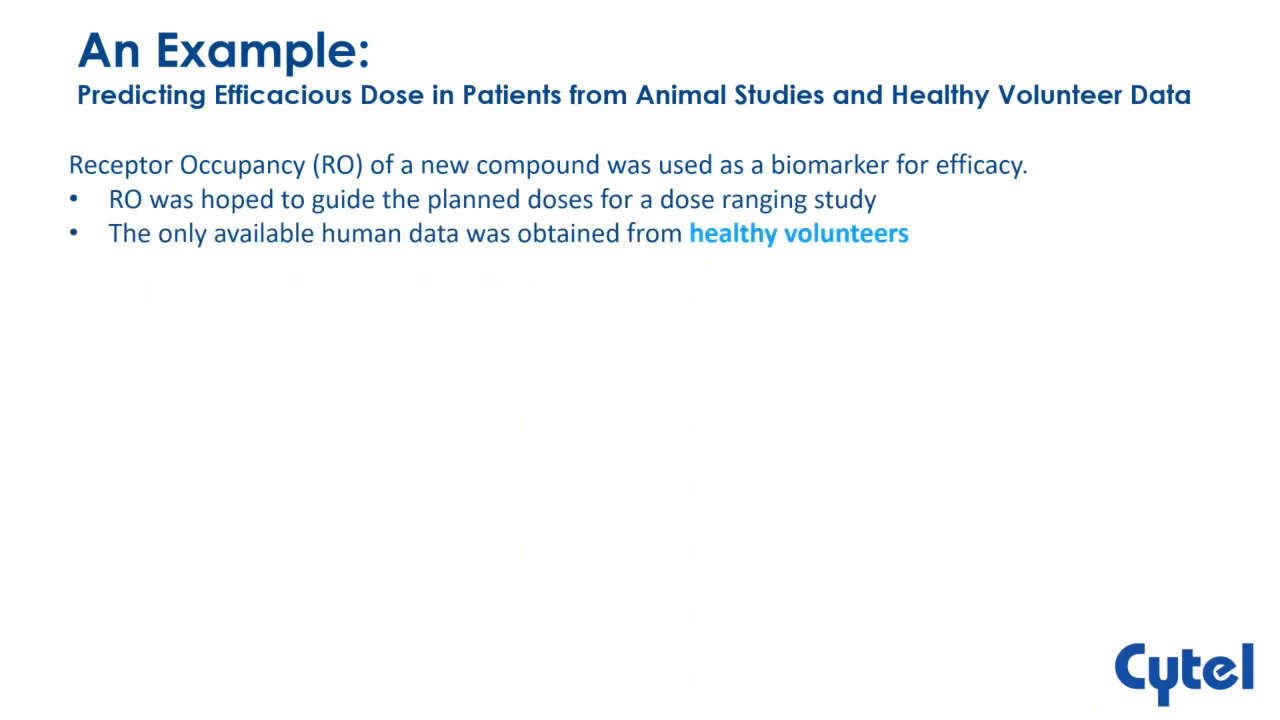 An Example:
Predicting Efficacious Dose in Patients from Animal Studies and Healthy Volunteer Data
Receptor Occupancy (RO) of a new compound was used as a biomarker for efficacy.
• RO was hoped to guide the planned doses for a dose ranging study
• The only available human data was obtained from healthy volunteers
Cytel